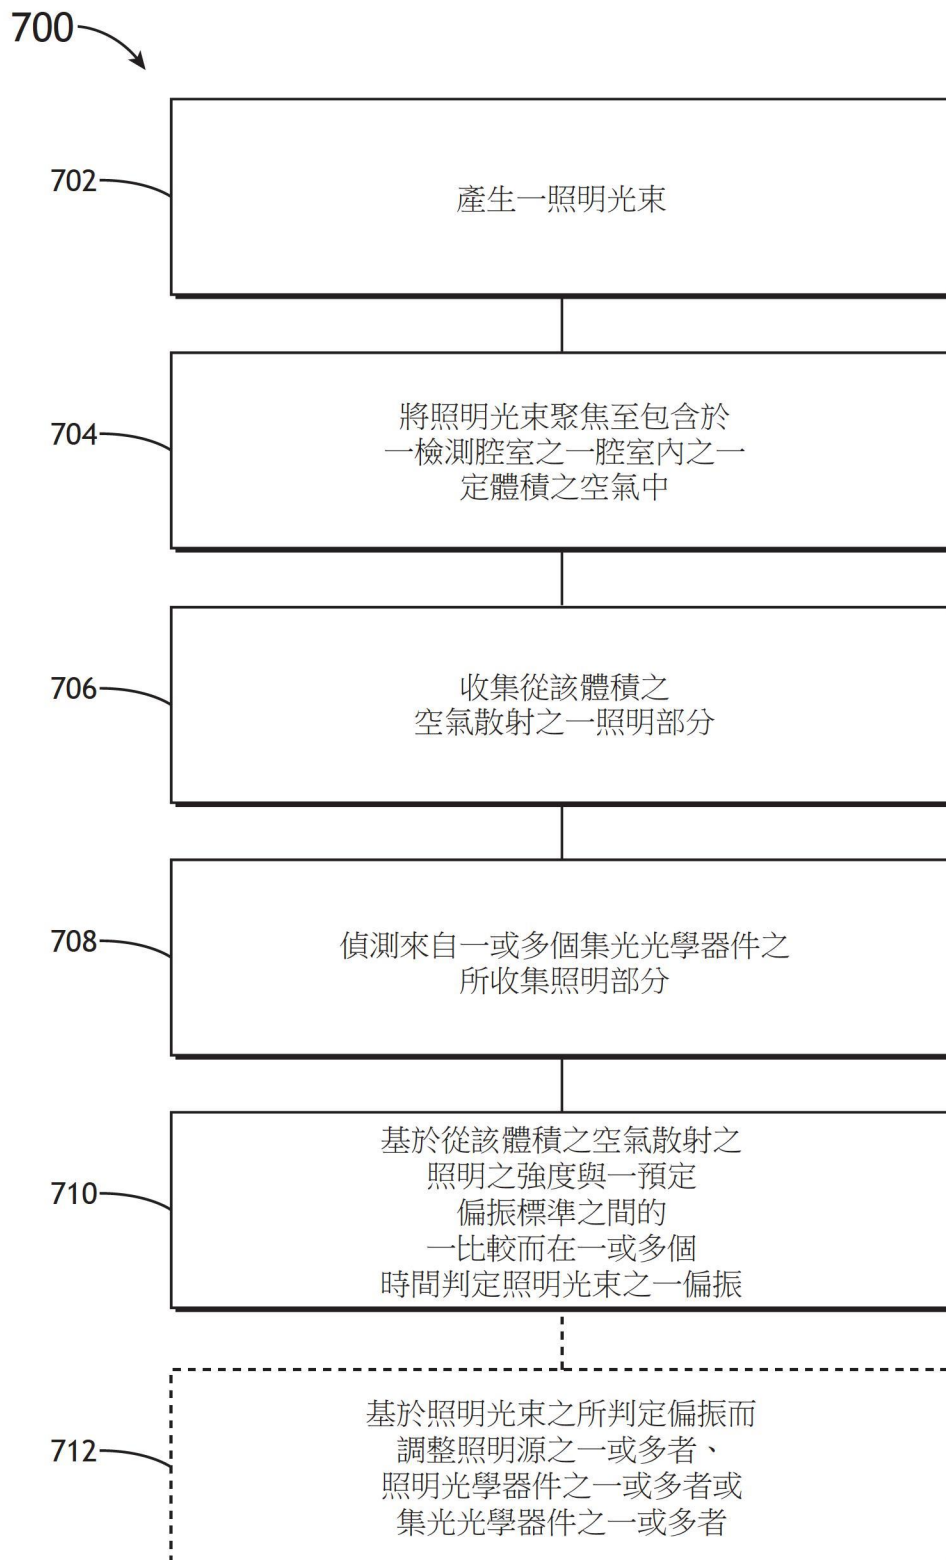 700
702
產生一照明光束
704
將照明光束聚焦至包含於
一檢測腔室之一腔室內之一
定體積之空氣中
706
收集從該體積之
空氣散射之一照明部分
708
偵測來自一或多個集光光學器件之
所收集照明部分
710
基於從該體積之空氣散射之
照明之強度與一預定
偏振標準之間的
一比較而在一或多個
時間判定照明光束之一偏振
712
基於照明光束之所判定偏振而
調整照明源之一或多者、
照明光學器件之一或多者或
集光光學器件之一或多者